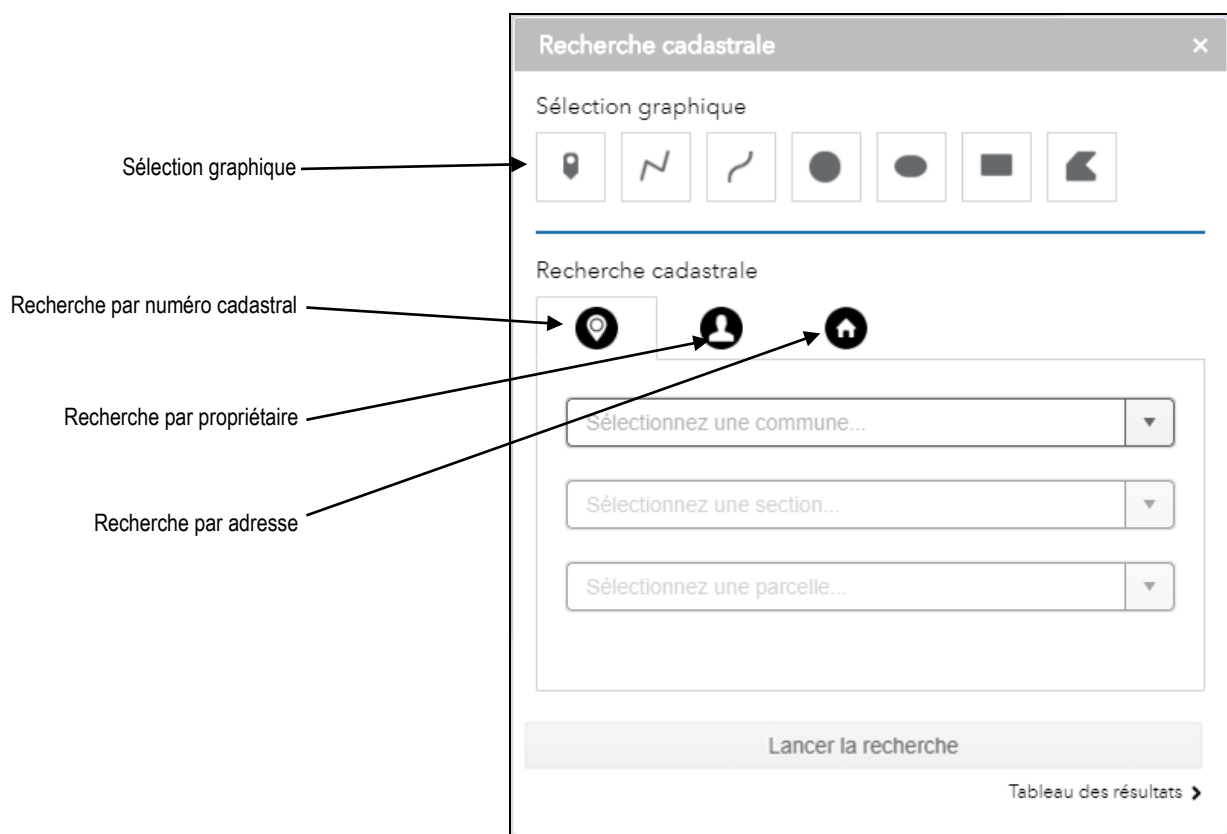 Recherche cadastrale
Sélection graphique
Sélection graphique
Recherche cadastrale
Recherche par numéro cadastral
Recherche par propriétaire
Sélectionnez une commune...
Sélectionnez une section...
Recherche par adresse
Sélectionnez une parcelle...
Lancer la recherche
Tableau des résultats